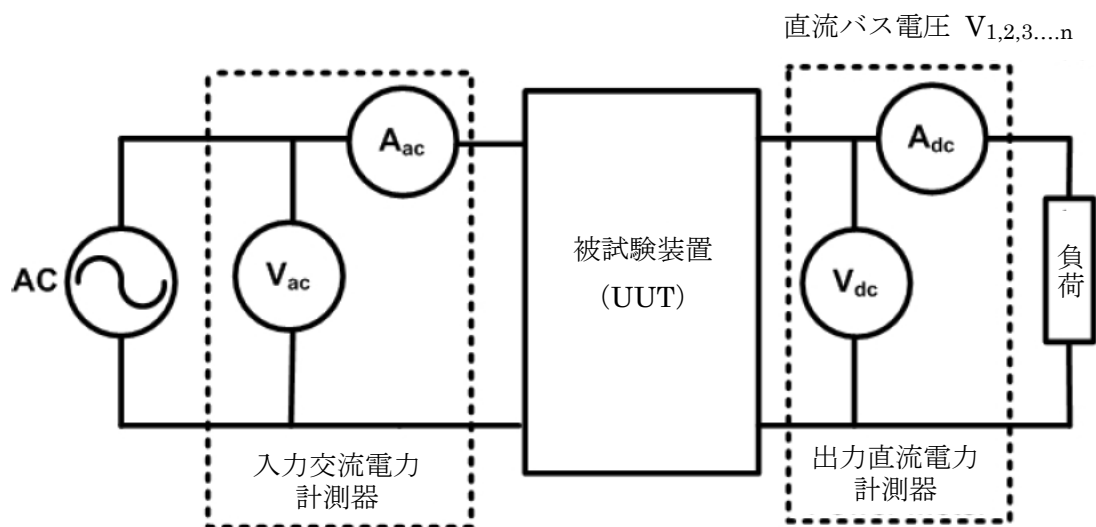 直流バス電圧 V1,2,3....n
Aac
Adc
AC
Vac
被試験装置
（UUT）
Vdc
負荷
入力交流電力
計測器
出力直流電力
計測器